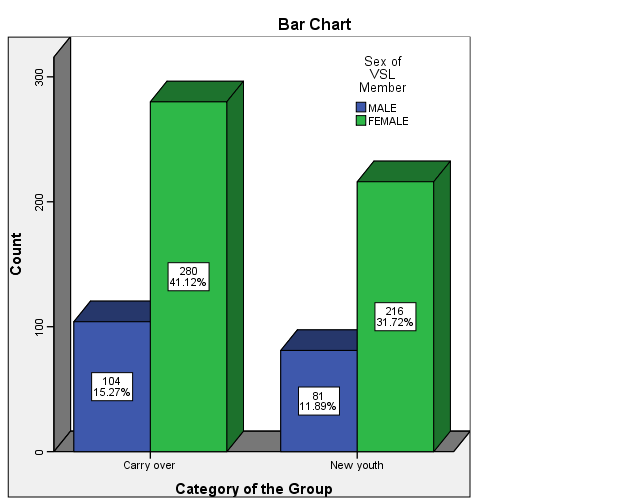 Bar Chart
Sex of
VSL
Member
MALE
FEMALE
300
200
100
0
Count
280
41.12%
216
31.72%
104
15.27%
81
11.89%
Carry over
New youth
Category of the Group